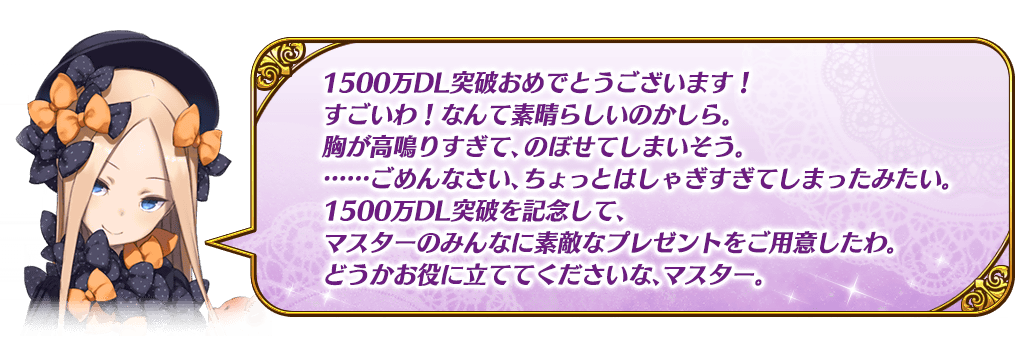 1500万DL突破おめでとうございます！
すごいわ！なんて素晴らしいのかしら。
胸が高鳴りすぎて、のぼせてしまいそう。
……ごめんなさい、ちょっとはしゃぎすぎてしまったみたい。
1500万DL突破を記念して、
マスターのみんなに素敵なプレゼントをご用意したわ。
どうかお役に立ててくださいな、マスター。